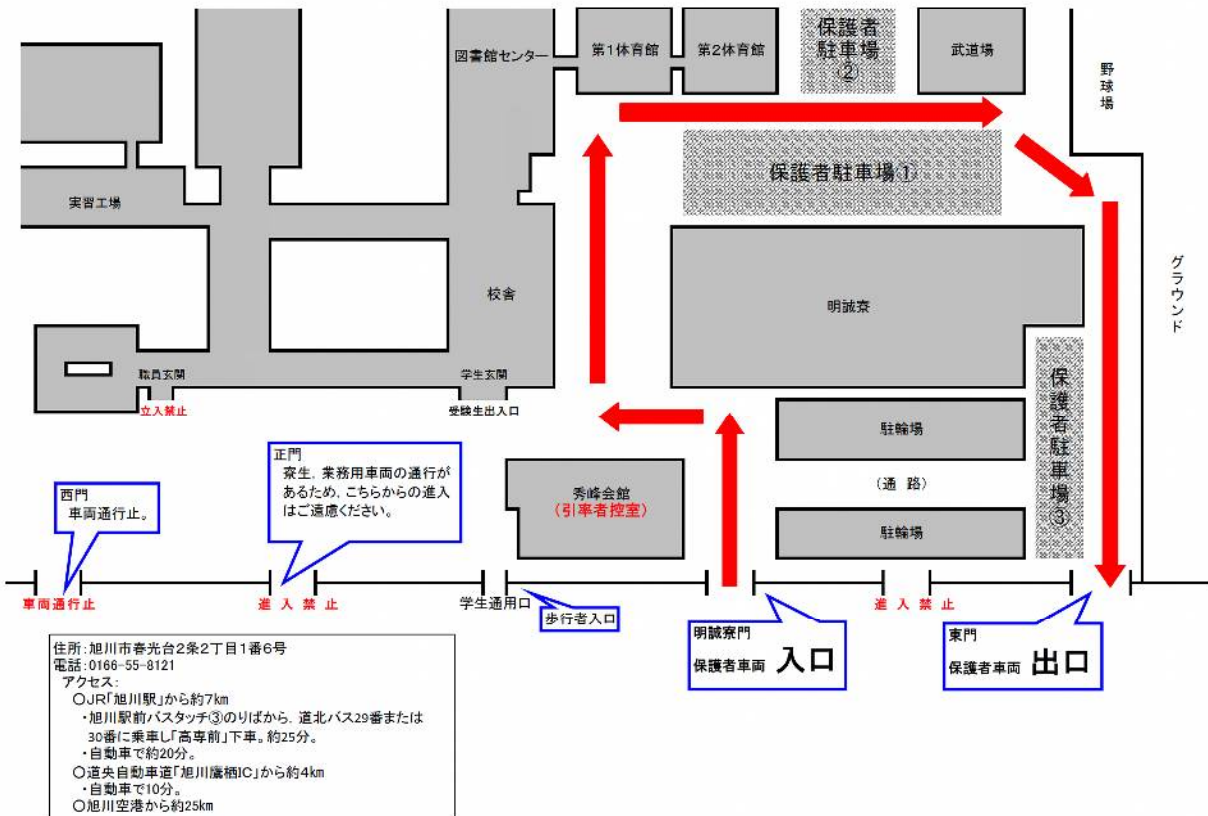 図書館センター
第1体育館
第2体育館
保護者
駐車場
②
武道場
野球場
保護者駐車場①
実習工場
グラウンド
校舎
明誠寮
職員玄関
学生玄関
立入禁止
受験生出入口
保護者駐車場③
駐輪場
(通 路)
駐輪場
正門
寮生,業務用車両の通行が
あるため,こちらからの進入
はご遠慮ください。
西門
車両通行止。
秀峰会館
(引率者控室)
車両通行止
進 入 禁 止
学生通用口
歩行者入口
進 入 禁 止
明誠寮門
保護者車両 入口
東門
保護者車両 出口
住所:旭川市春光台2条2丁目1番6号
電話:0166-55-8121
アクセス:
○JR「旭川駅」から約7km
・旭川駅前バスタッチ③のりばから,道北バス29番または
30番に乗車し「高専前」下車。約25分。
・自動車で約20分。
○道央自動車道「旭川鷹栖IC」から約4km
・自動車で10分。
○旭川空港から約25km